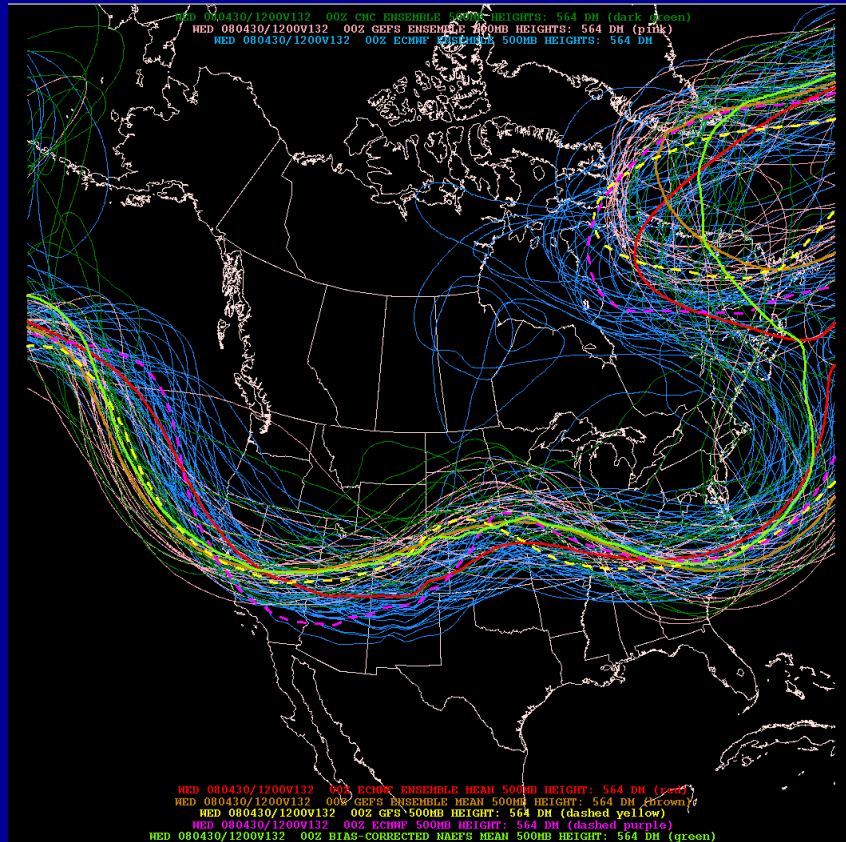 WED 080430/1200V132 00Z CMC ENSEMBLE 500MB HEIGHTS: 564 DM (dark green)
WED 080430/1200V132 00Z GEFS ENSEMBLE 500MB HEIGHTS: 564 DM (pink)
WED 080430/1200V132 00Z ECMWF ENSEMBLE 500MB HEIGHTS: 564 DM
WED 080430/1200V132 00Z ECMWF ENSEMBLE MEAN 500MB HEIGHT: 564 DM (red)
WED 080430/1200V132 00Z GEFS ENSEMBLE MEAN 500MB HEIGHT: 564 DM (brown)
WED 080430/1200V132 00Z GFS 500MB HEIGHT: 564 DM (dashed yellow)
WED 080430/1200V132 00Z ECMWF 500MB HEIGHT: 564 DM (dashed purple)
WED 080430/1200V132 00Z BIAS-CORRECTED NAEFS MEAN 500MB HEIGHT: 564 DM (green)